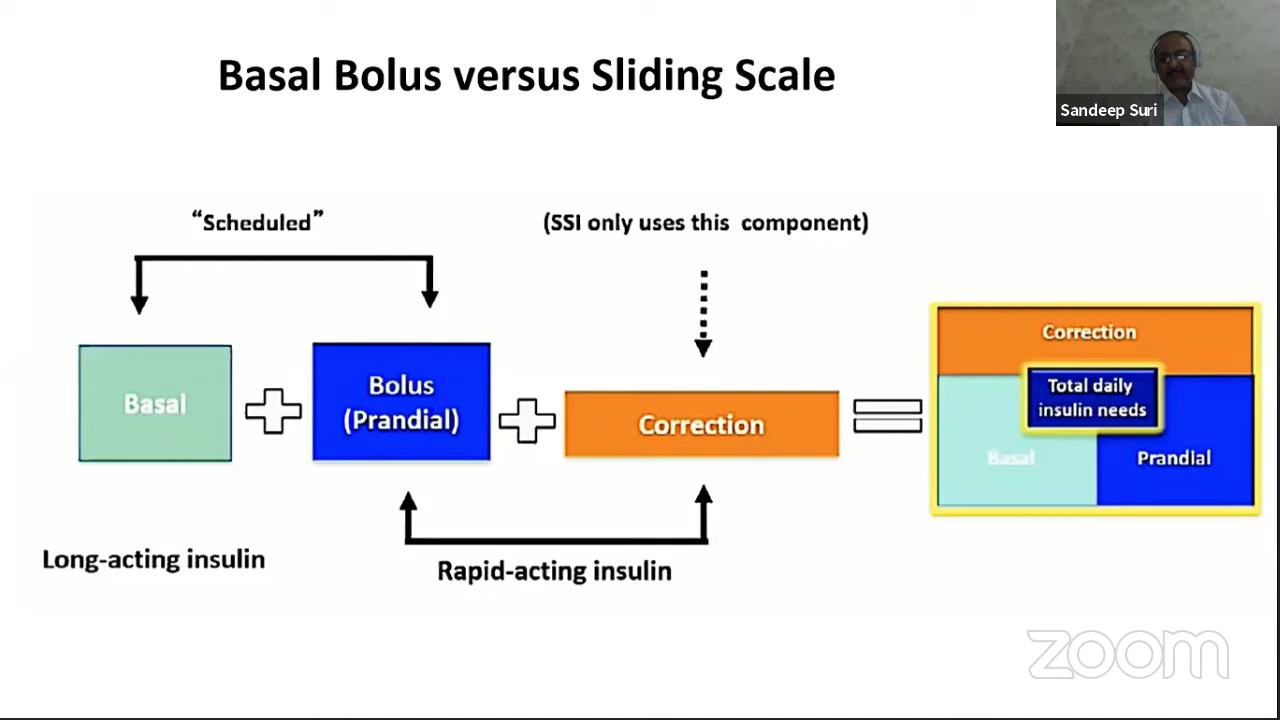 Basal Bolus versus Sliding Scale
Sandeep Suri
“Scheduled”
(SSI only uses this component)
Basal
Bolus
(Prandial)
Correction
Correction
Total daily
insulin needs
Basal
Prandial
Long-acting insulin
Rapid-acting insulin
zoom